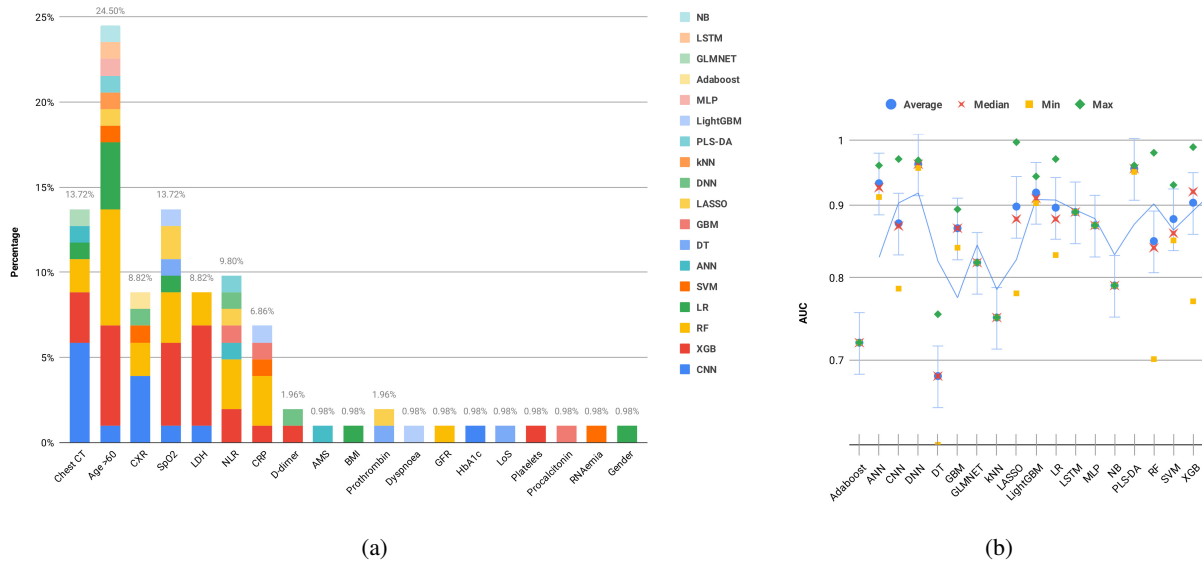 25%
20%
15%
10%
5%
0%
Percentage
13.72%
24.50%
8.82%
13.72%
8.82%
9.80%
6.86%
1.96%
0.98%
0.98%
1.96%
0.98%
0.98%
0.98%
0.98%
0.98%
0.98%
0.98%
0.98%
Chest CT
Age >60
CXR
SpO2
LDH
NLR
CRP
D-dimer
AMS
BMI
Prothrombin
Dyspnoea
GFR
HbA1c
LoS
Platelets
Procalcitonin
RNAemia
Gender
NB
LSTM
GLMNET
Adaboost
MLP
LightGBM
PLS-DA
kNN
DNN
LASSO
GBM
DT
ANN
SVM
LR
RF
XGB
CNN
(a)
Average Median Min Max
1
0.9
0.8
0.7
AUC
Adaboost
ANN
CNN
DNN
DT
GBM
GLMNET
kNN
LASSO
LightGBM
LR
LSTM
MLP
NB
PLS-DA
RF
SVM
XGB
(b)